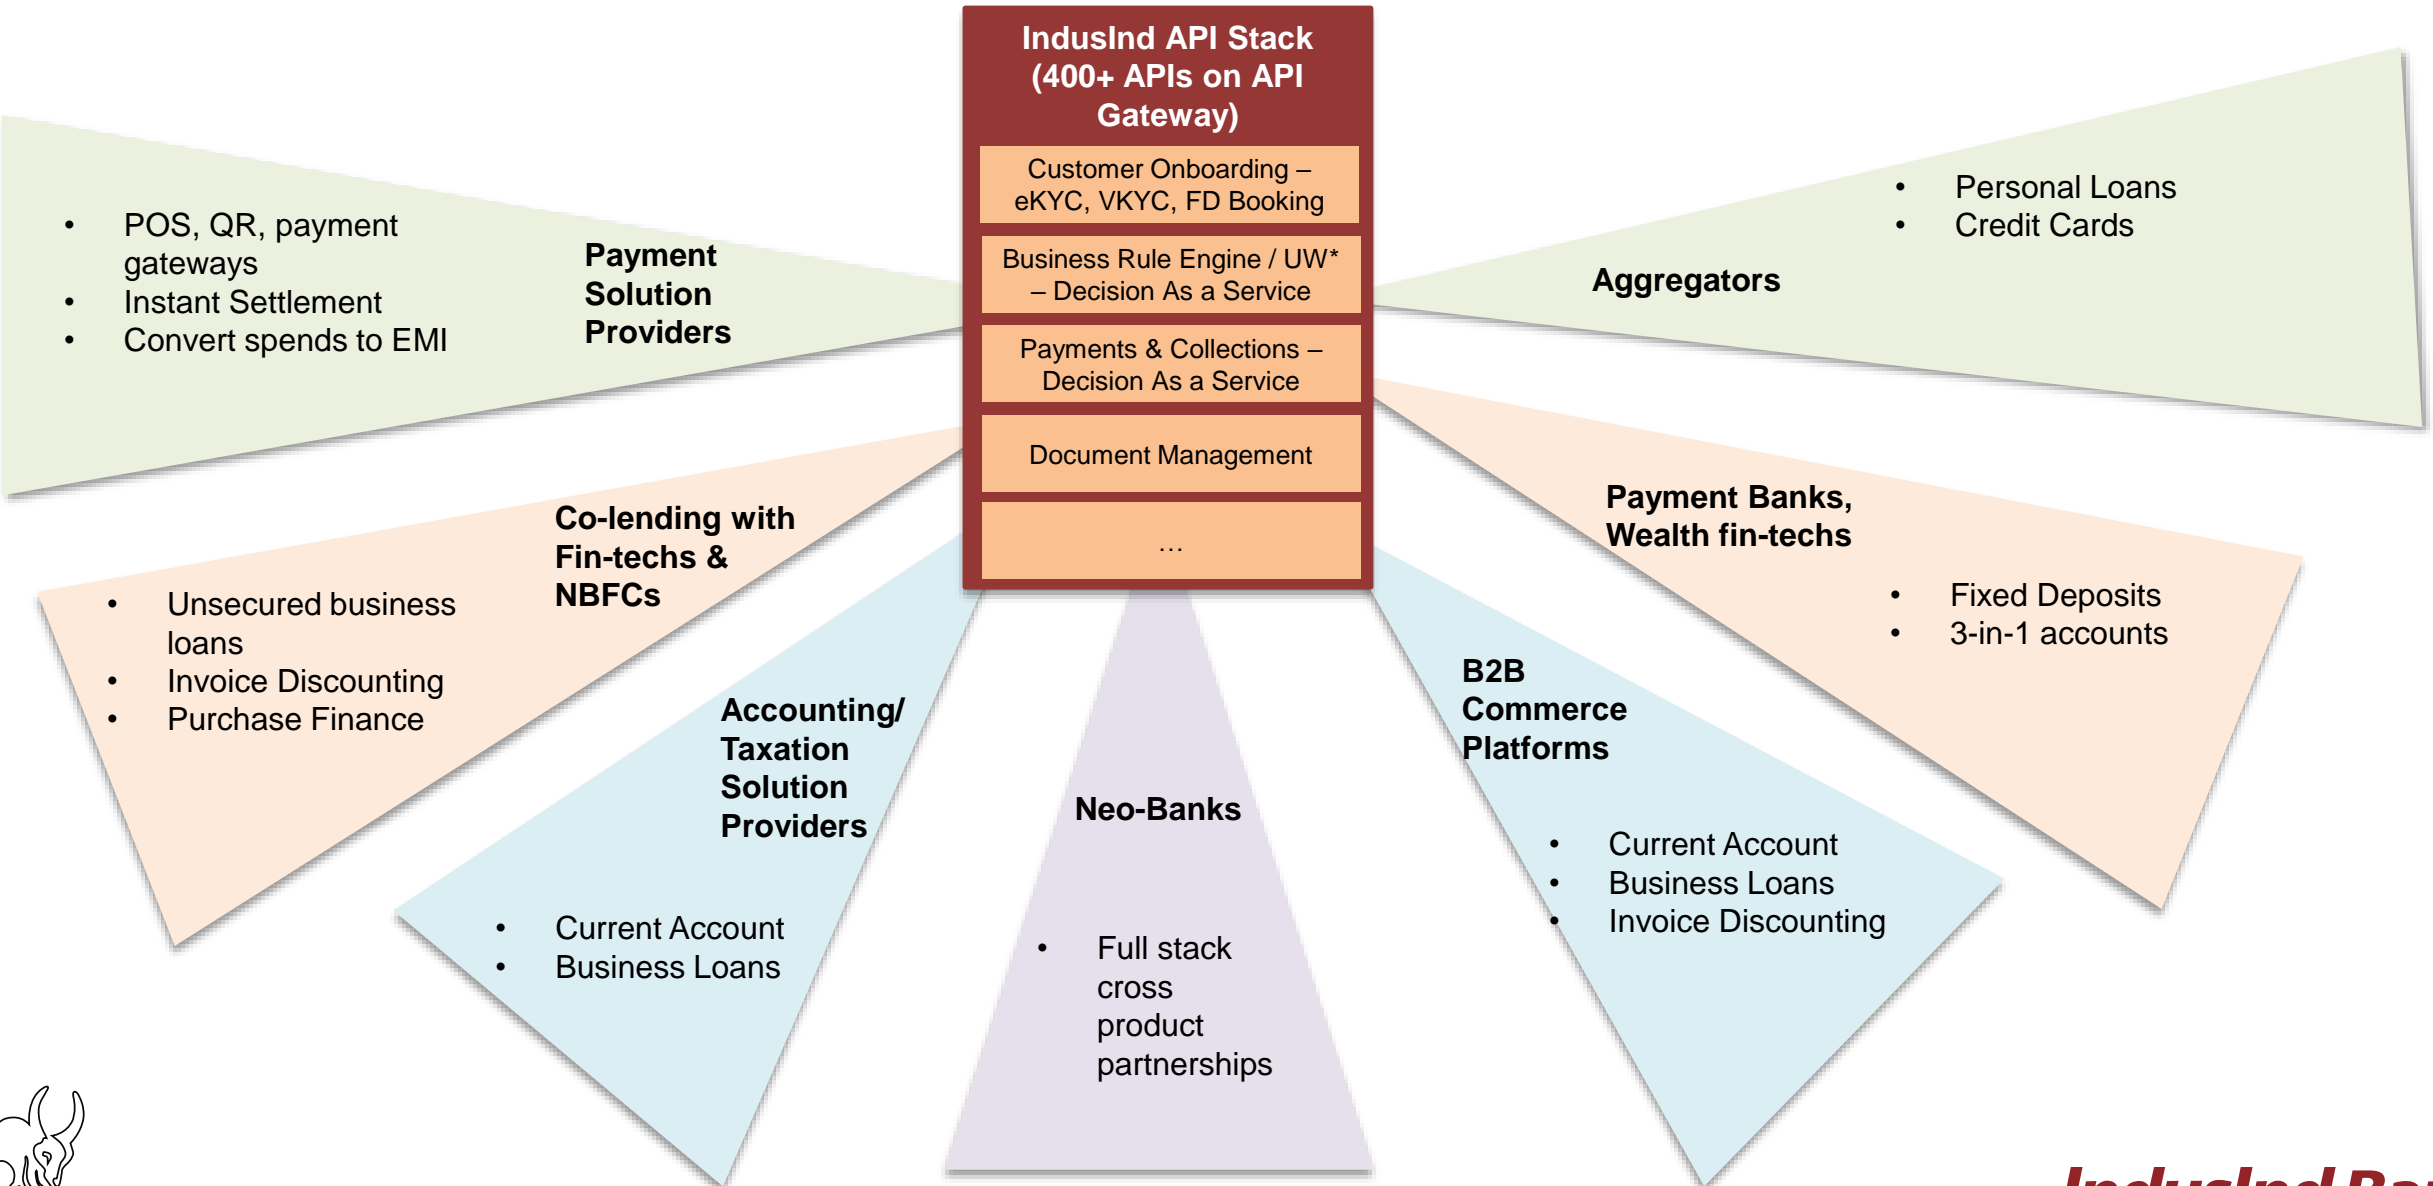 IndusInd API Stack
(400+ APIs on API
Gateway)
Customer Onboarding –
eKYC, VKYC, FD Booking
Business Rule Engine / UW*
– Decision As a Service
Payments & Collections –
Decision As a Service
Document Management
…
• POS, QR, payment
gateways
• Instant Settlement
• Convert spends to EMI
Payment
Solution
Providers
Co-lending with
Fin-techs &
NBFCs
• Unsecured business
loans
• Invoice Discounting
• Purchase Finance
Accounting/
Taxation
Solution
Providers
• Current Account
• Business Loans
Neo-Banks
• Full stack
cross
product
partnerships
B2B
Commerce
Platforms
• Current Account
• Business Loans
• Invoice Discounting
Payment Banks,
Wealth fin-techs
• Fixed Deposits
• 3-in-1 accounts
Aggregators
• Personal Loans
• Credit Cards
IndusInd